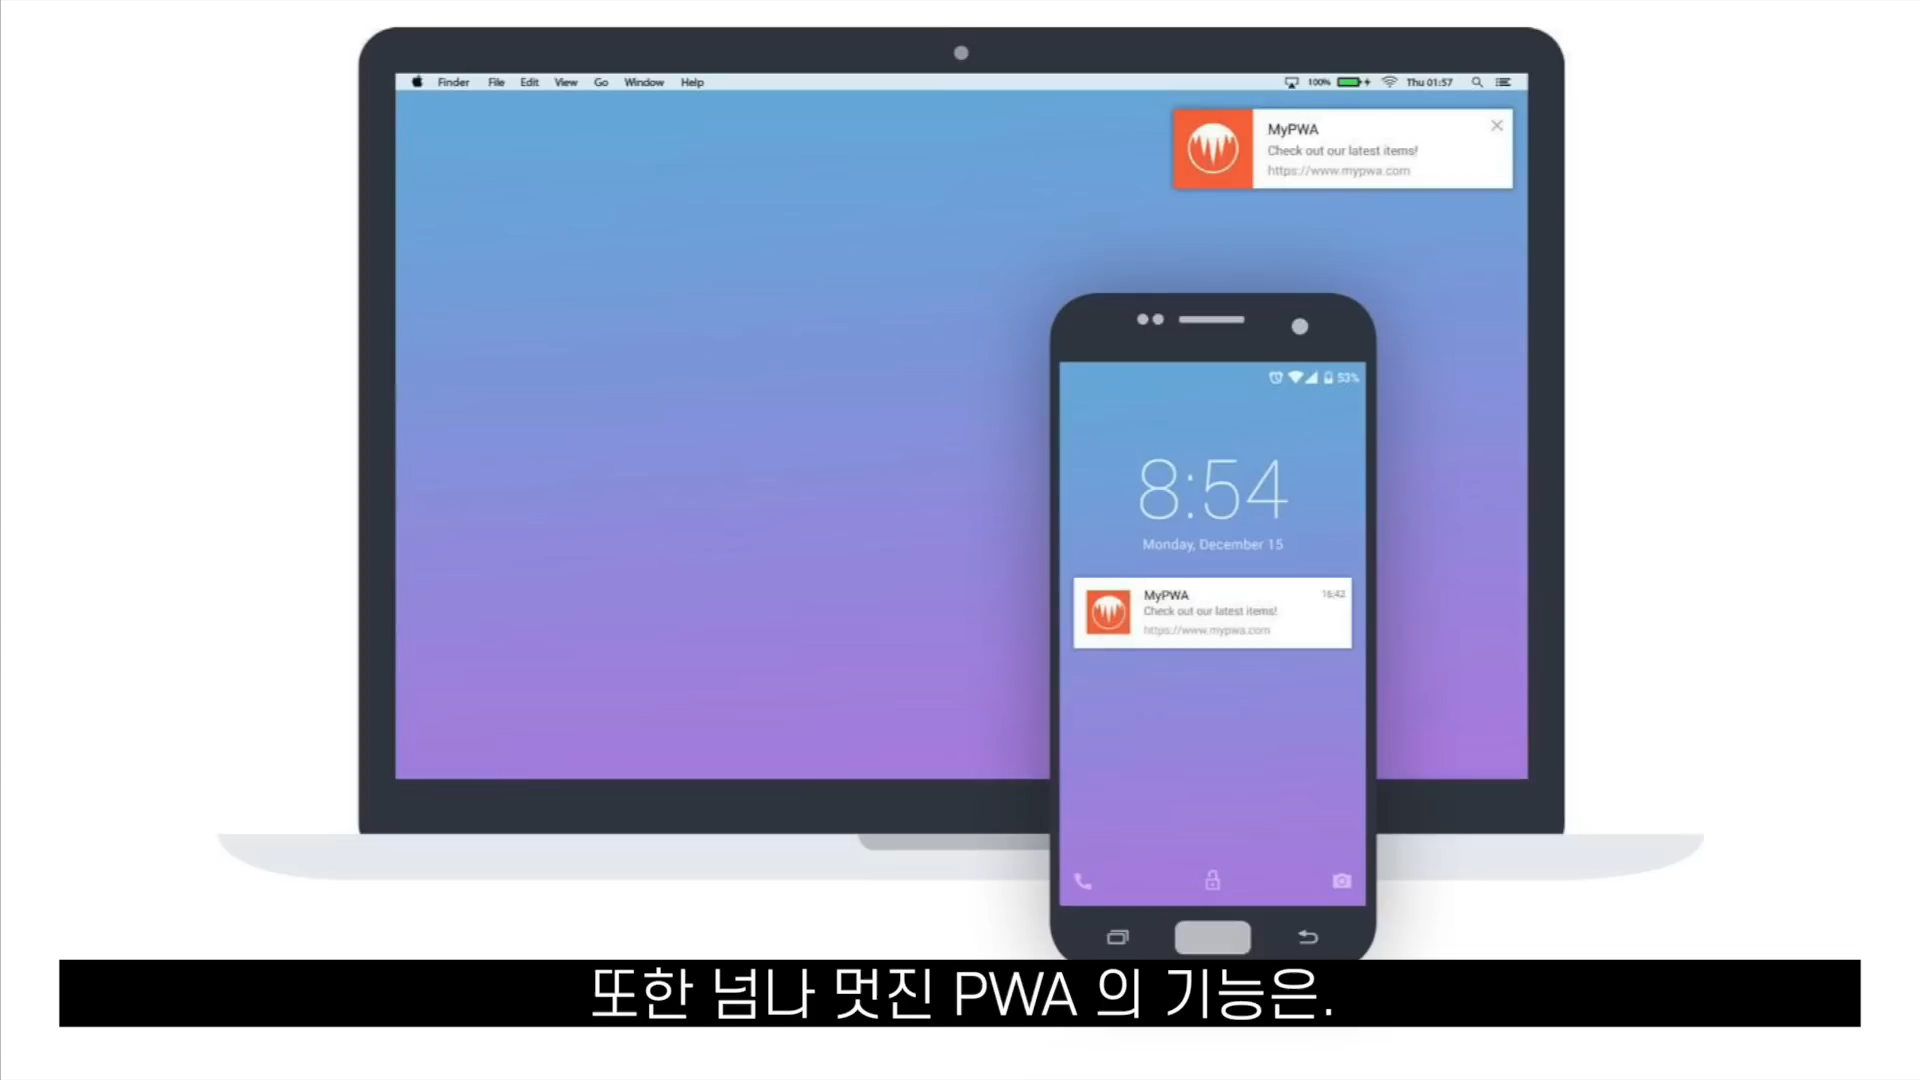 Finder File Edit View Go Window Help 100% Thu 01:57
MyPWA
Check out our latest items!
https://www.mypwa.com
53%
8:54
Monday, December 15
MyPWA 16:42
Check out our latest items!
https://www.mypwa.com
또한 넘나 멋진 PWA 의 기능은.